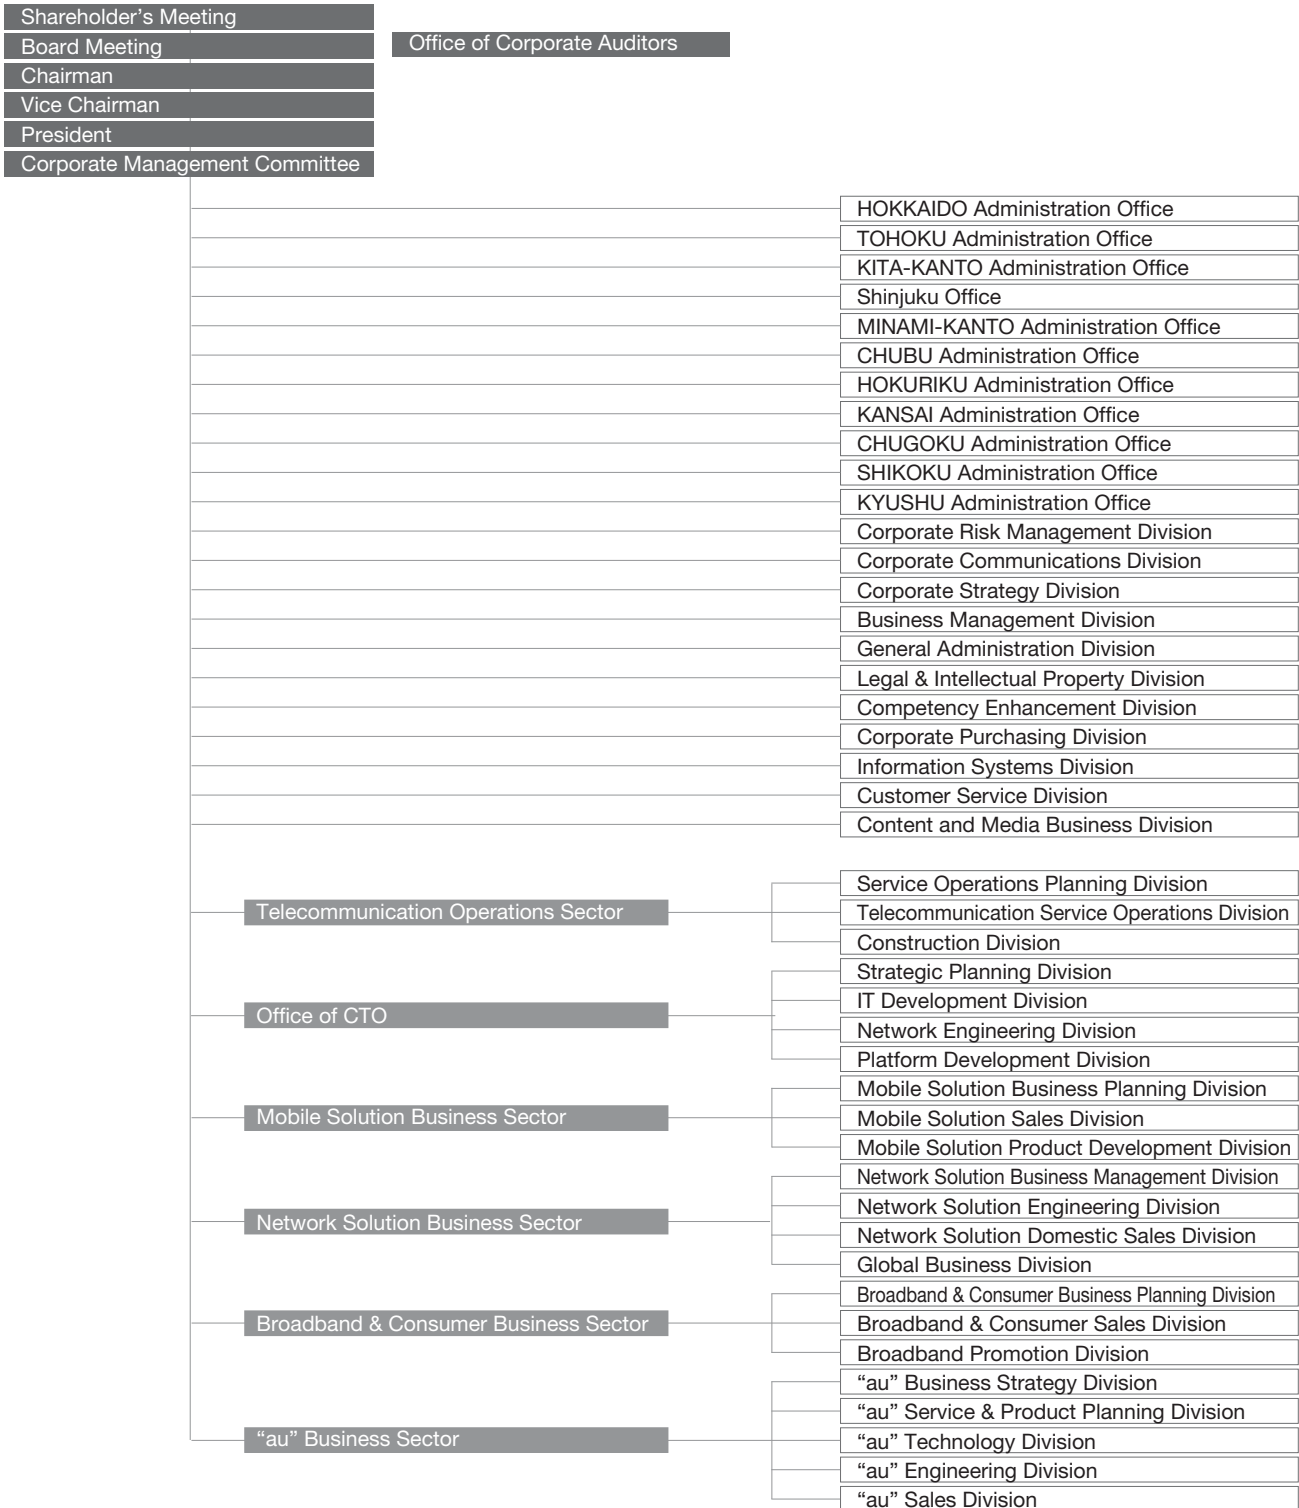 Shareholder’s Meeting
Board Meeting
Office of Corporate Auditors
Chairman
Vice Chairman
President
Corporate Management Committee
HOKKAIDO Administration Office
TOHOKU Administration Office
KITA-KANTO Administration Office
Shinjuku Office
MINAMI-KANTO Administration Office
CHUBU Administration Office
HOKURIKU Administration Office
KANSAI Administration Office
CHUGOKU Administration Office
SHIKOKU Administration Office
KYUSHU Administration Office
Corporate Risk Management Division
Corporate Communications Division
Corporate Strategy Division
Business Management Division
General Administration Division
Legal & Intellectual Property Division
Competency Enhancement Division
Corporate Purchasing Division
Information Systems Division
Customer Service Division
Content and Media Business Division
Telecommunication Operations Sector
Service Operations Planning Division
Telecommunication Service Operations Division
Construction Division
Office of CTO
Strategic Planning Division
IT Development Division
Network Engineering Division
Platform Development Division
Mobile Solution Business Sector
Mobile Solution Business Planning Division
Mobile Solution Sales Division
Mobile Solution Product Development Division
Network Solution Business Sector
Network Solution Business Management Division
Network Solution Engineering Division
Network Solution Domestic Sales Division
Global Business Division
Broadband & Consumer Business Sector
Broadband & Consumer Business Planning Division
Broadband & Consumer Sales Division
Broadband Promotion Division
“au” Business Sector
“au” Business Strategy Division
“au” Service & Product Planning Division
“au” Technology Division
“au” Engineering Division
“au” Sales Division